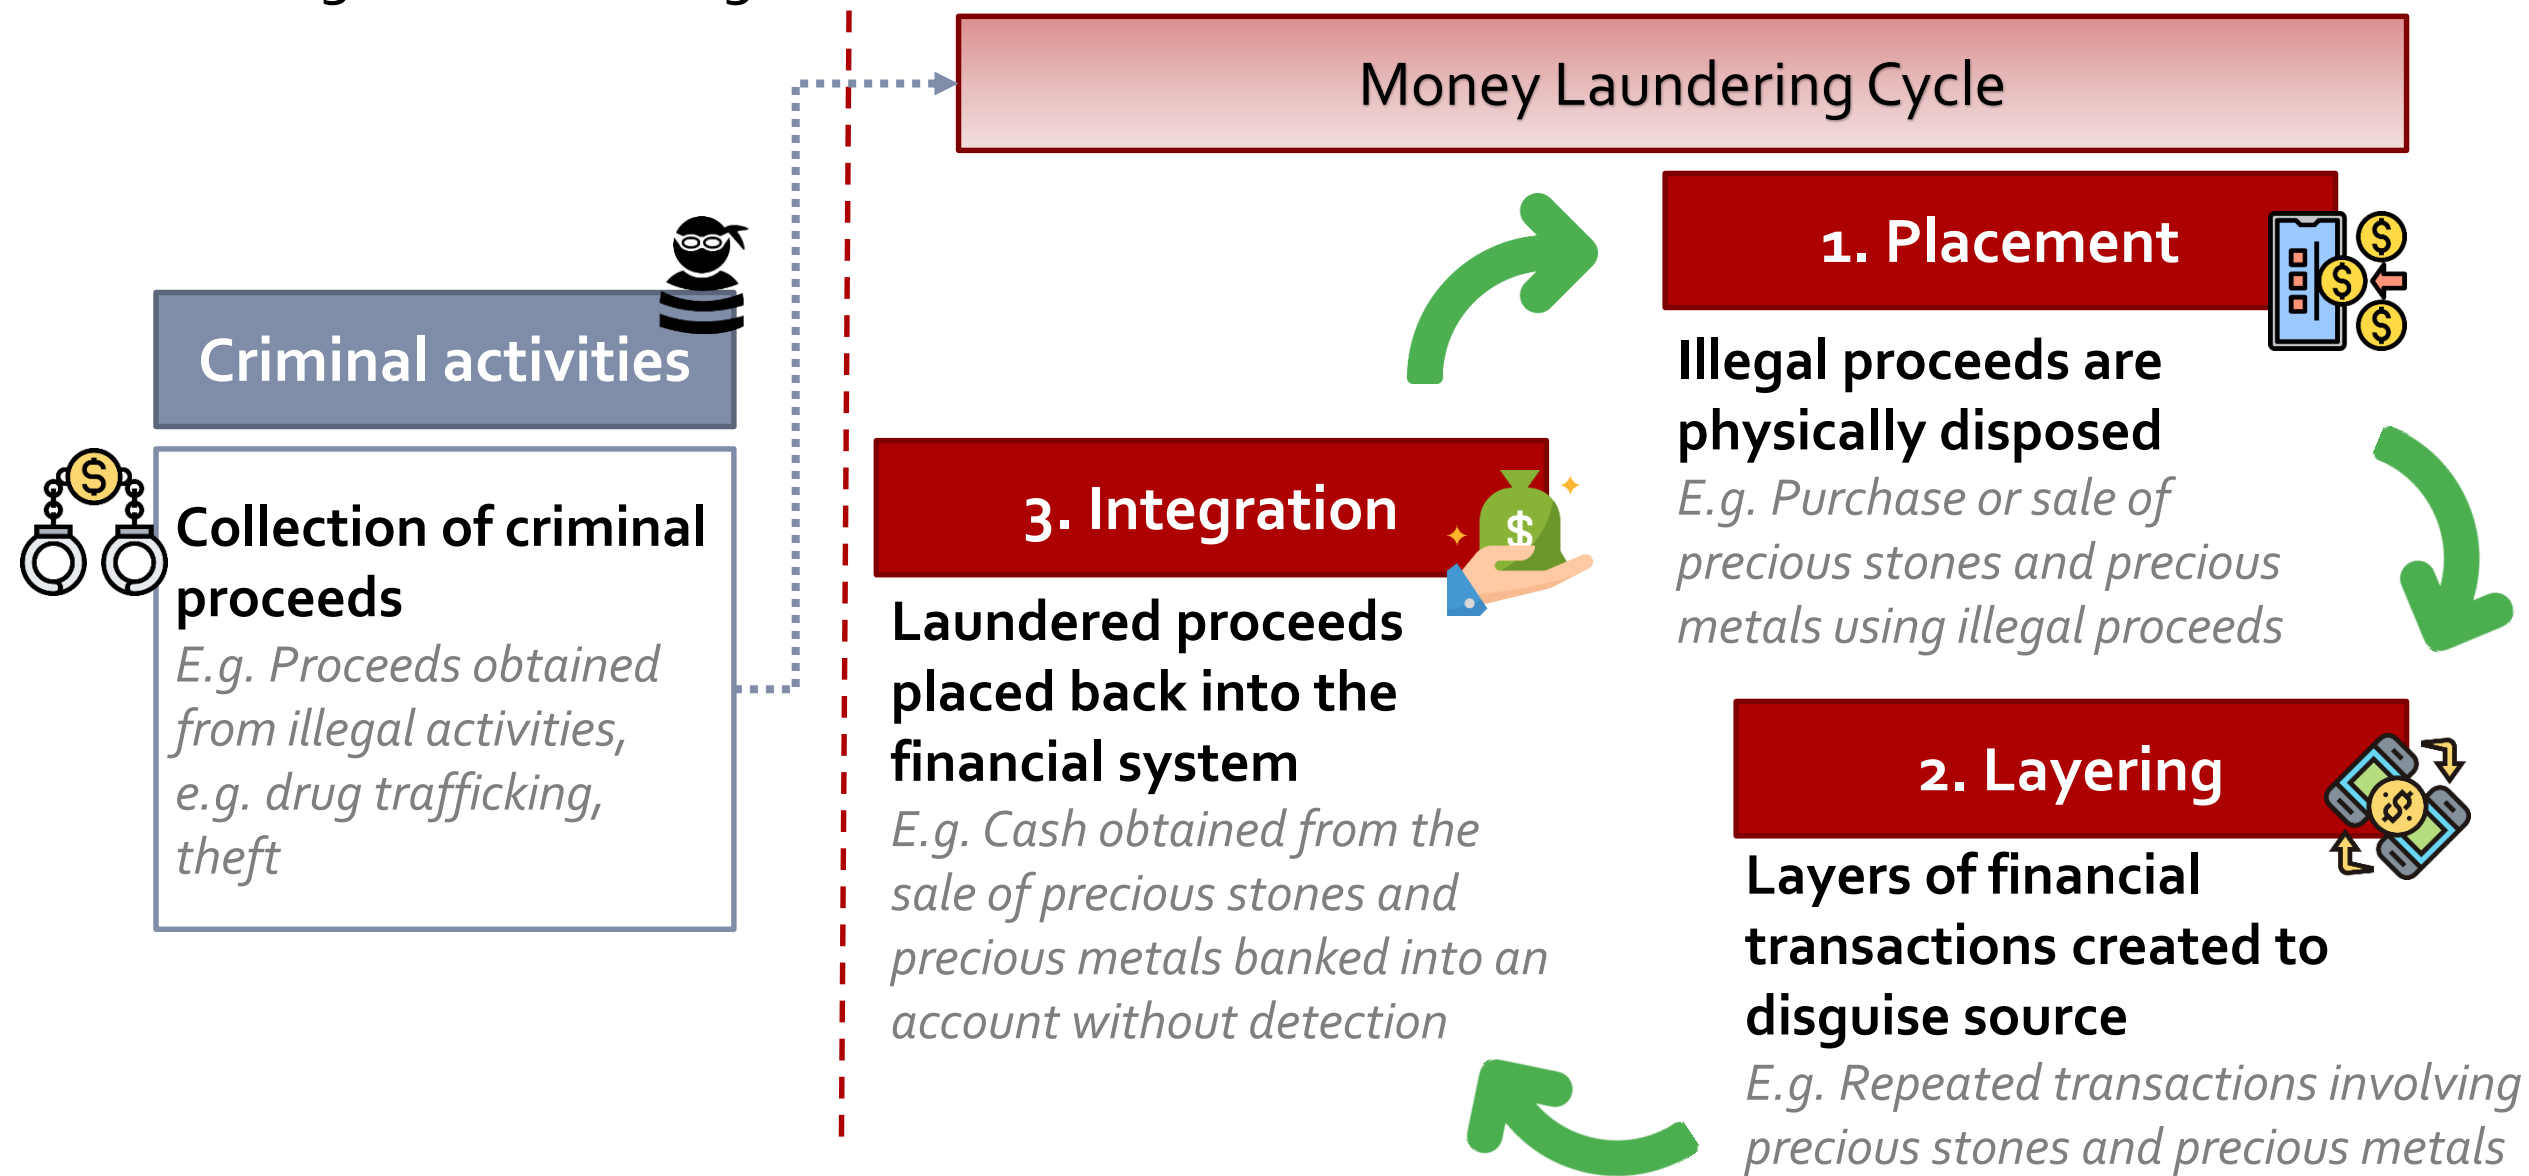 Money Laundering Cycle
Criminal activities
Collection of criminal
proceeds
E.g. Proceeds obtained
from illegal activities,
e.g. drug trafficking,
theft
1. Placement
Illegal proceeds are
physically disposed
E.g. Purchase or sale of
precious stones and precious
metals using illegal proceeds
2. Layering
Layers of financial
transactions created to
disguise source
E.g. Repeated transactions involving
precious stones and precious metals
3. Integration
Laundered proceeds
placed back into the
financial system
E.g. Cash obtained from the
sale of precious stones and
precious metals banked into an
account without detection